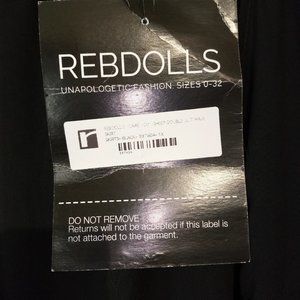 REBDOLLS
UNAPOLOGETIC FASHION. SIZES 0-32
r
SKIRT
DO NOT REMOVE
Returns will not be accepted if this label is
not attached to the garment.